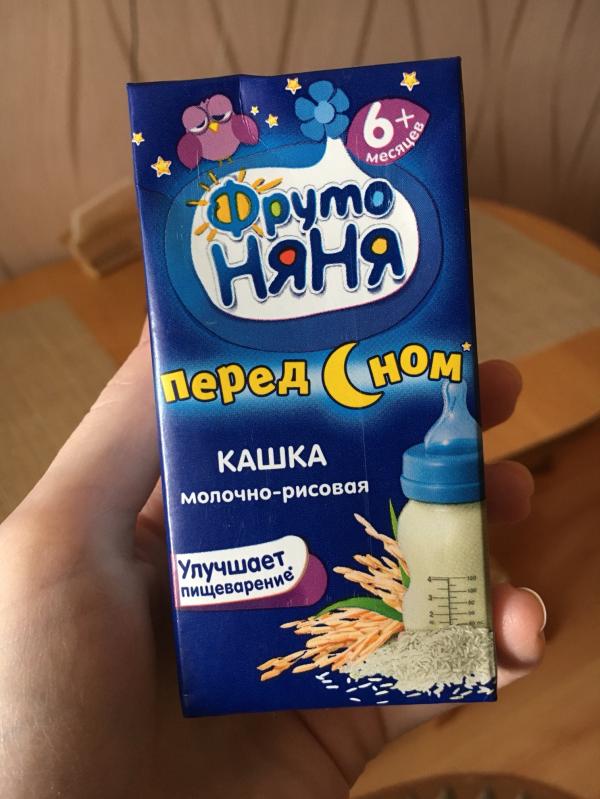 6+
месяцев
фруто
НЯНЯ
перед Сном*
КАШКА
молочно-рисовая
Улучшает
пищеварение*